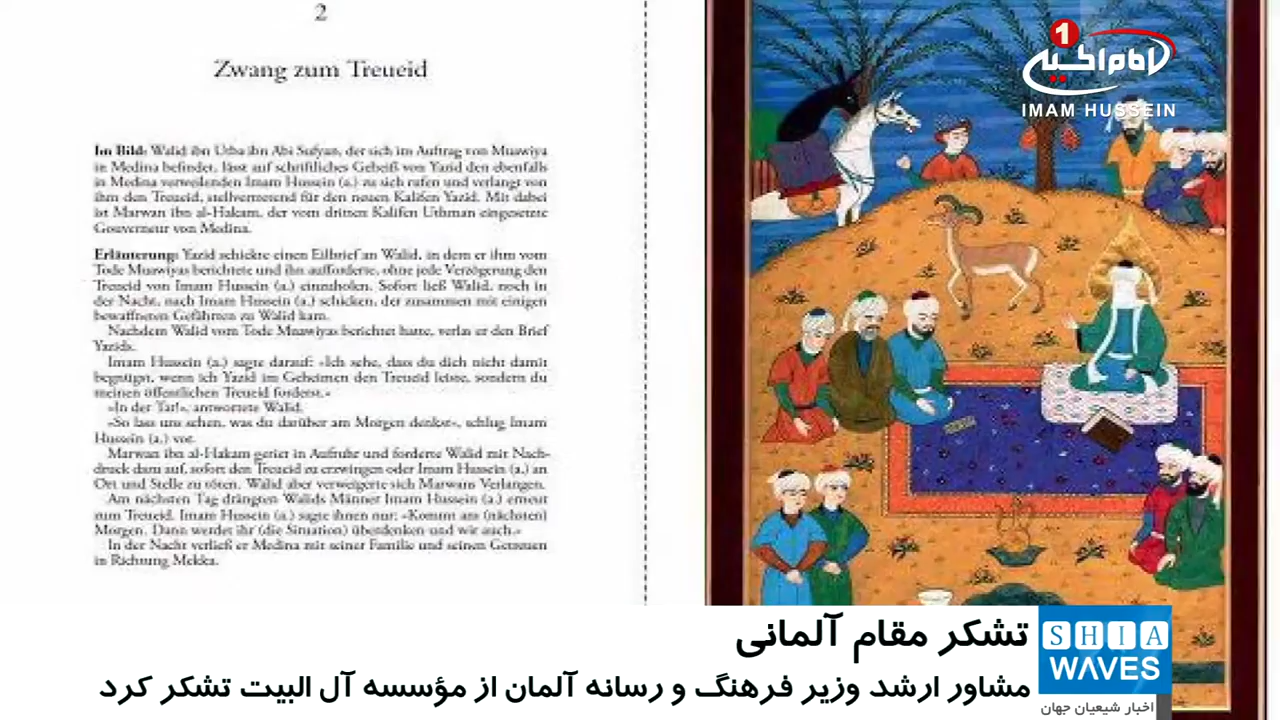 2
Zwang zum Treueid
Im Bild: Walid ibn Utba ibn Abi Sufyan, der sich im Auftrag von Muawiya
in Medina befindet, lässt auf schriftliches Geheiß von Yazid den ebenfalls
in Medina verweilenden Imam Hussein (a.) zu sich rufen und verlangt von
ihm den Treueid, stellvertretend für den neuen Kalifen Yazid. Mit dabei
ist Marwan ibn al-Hakam, der vom dritten Kalifen Uthman eingesetzte
Gouverneur von Medina.
Erläuterung: Yazid schickte einen Eilbrief an Walid, in dem er ihm vom
Tode Muawiyas berichtete und ihn aufforderte, ohne jede Verzögerung den
Treueid von Imam Hussein (a.) einzuholen. Sofort ließ Walid, noch in
der Nacht, nach Imam Hussein (a.) schicken, der zusammen mit einigen
bewaffneten Gefährten zu Walid kam.
Nachdem Walid vom Tode Muawiyas berichtet hatte, verlas er den Brief
Yazids.
Imam Hussein (a.) sagte darauf: »Ich sehe, dass du dich nicht damit
begnügst, wenn ich Yazid im Geheimen den Treueid leiste, sondern du
meinen öffentlichen Treueid forderst.«
»In der Tat!«, antwortete Walid.
»So lass uns sehen, was du darüber am Morgen denkst«, schlug Imam
Hussein (a.) vor.
Marwan ibn al-Hakam geriet in Aufruhr und forderte Walid mit Nach-
druck dazu auf, sofort den Treueid zu erzwingen oder Imam Hussein (a.) an
Ort und Stelle zu töten. Walid aber verweigerte sich Marwans Verlangen.
Am nächsten Tag drängten Walids Männer Imam Hussein (a.) erneut
zum Treueid. Imam Hussein (a.) sagte ihnen nur: »Kommt am (nächsten)
Morgen. Dann werdet ihr (die Situation) überdenken und wir auch.«
In der Nacht verließ er Medina mit seiner Familie und seinen Getreuen
in Richtung Mekka.
1
امام الحسین
IMAM HUSSEIN
تشکر مقام آلمانی
مشاور ارشد وزیر فرهنگ و رسانه آلمان از مؤسسه آل البیت تشکر کرد
SHIA
WAVES
اخبار شیعیان جهان